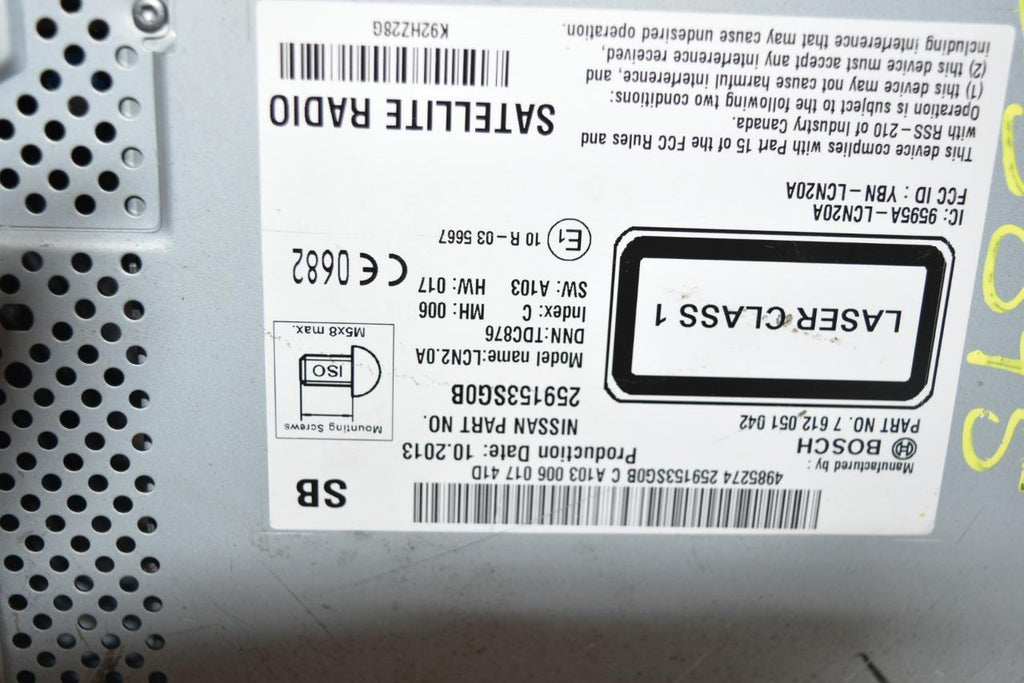 4985274 259153SG0B C A103 006 017 41D
SB
Manufactured by :
BOSCH
PART NO. 7 612 051 042
Production Date: 10.2013
NISSAN PART NO.
259153SG0B
Model name:LCN2.0A
DNN:TDC876
Index: C MH: 006
SW: A103 HW: 017
Mounting Screws
ISO
M5x8 max.
LASER CLASS 1
E1 10 R-03 5667
CE 0682
IC: 9595A-LCN20A
FCC ID : YBN-LCN20A
This device complies with Part 15 of the FCC Rules and
with RSS-210 of Industry Canada.
Operation is subject to the following two conditions:
(1) this device may not cause harmful interference, and
(2) this device must accept any interference received,
including interference that may cause undesired operation.
SATELLITE RADIO
K92HZ28G